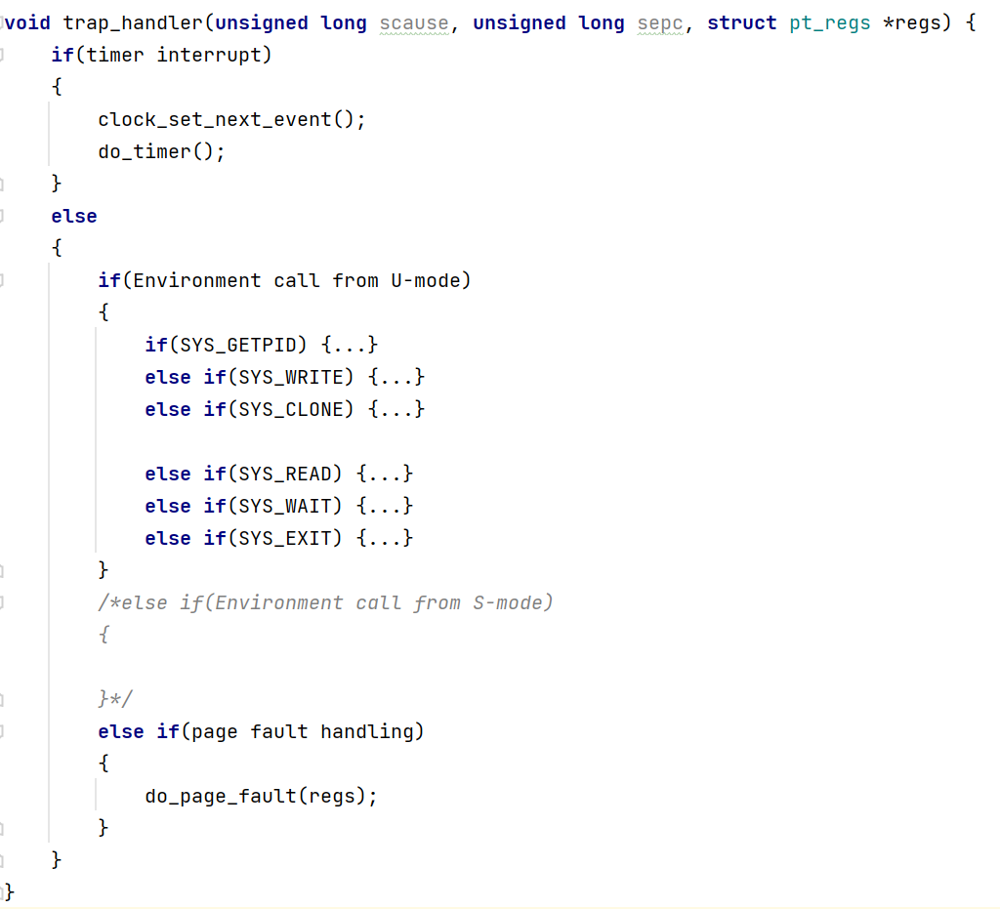 void trap_handler(unsigned long scause, unsigned long sepc, struct pt_regs *regs) {
    if(timer interrupt)
    {
        clock_set_next_event();
        do_timer();
    }
    else
    {
        if(Environment call from U-mode)
        {
            if(SYS_GETPID) {...}
            else if(SYS_WRITE) {...}
            else if(SYS_CLONE) {...}

            else if(SYS_READ) {...}
            else if(SYS_WAIT) {...}
            else if(SYS_EXIT) {...}
        }
        /*else if(Environment call from S-mode)
        {

        }*/
        else if(page fault handling)
        {
            do_page_fault(regs);
        }
    }
}